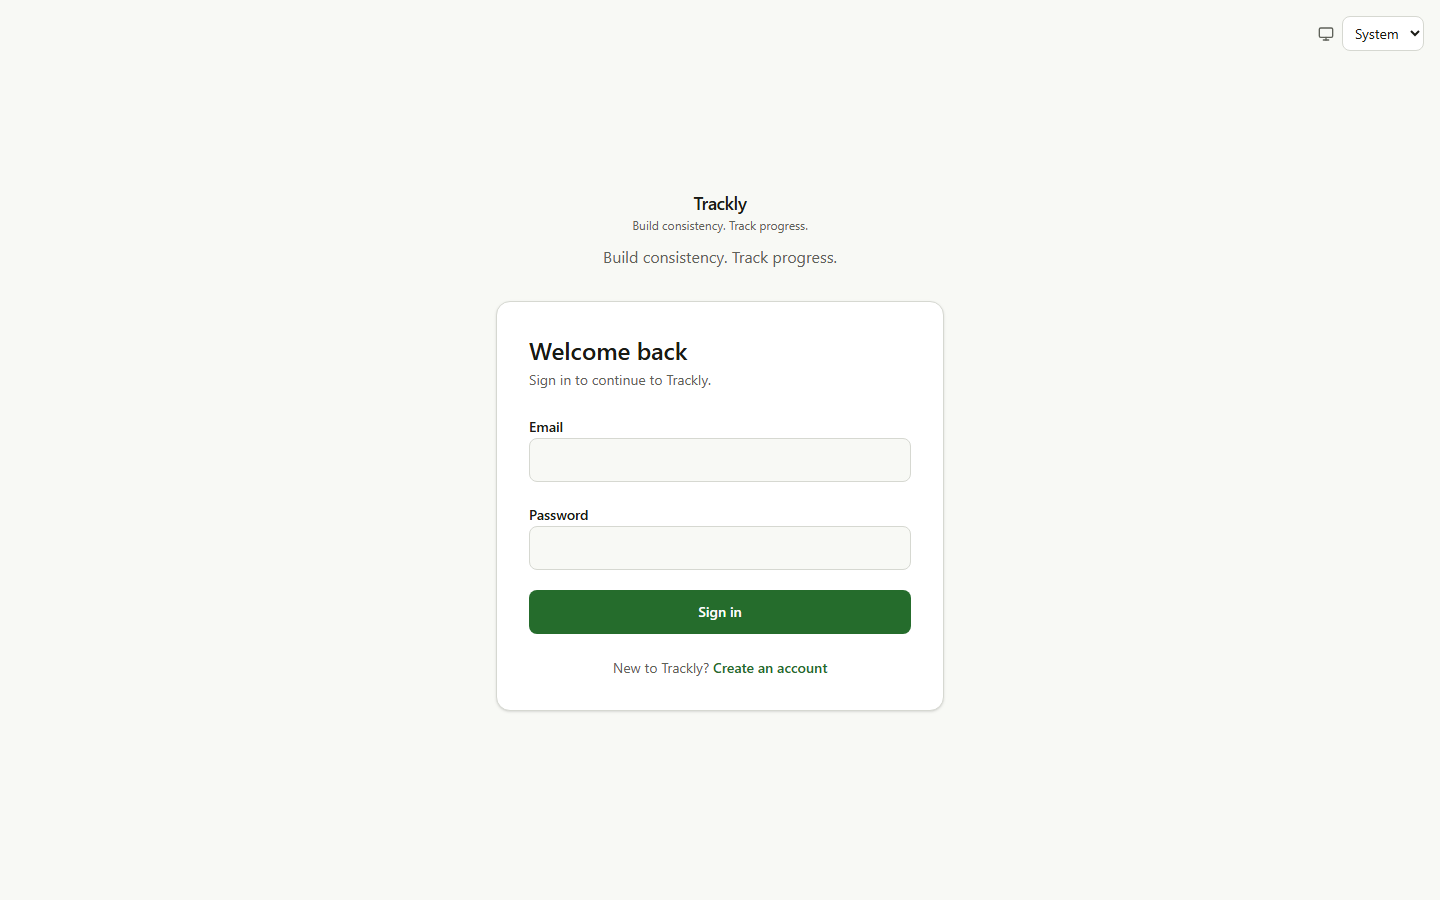 System
Trackly
Build consistency. Track progress.
Build consistency. Track progress.
Welcome back
Sign in to continue to Trackly.
Email
Password
Sign in
New to Trackly? Create an account